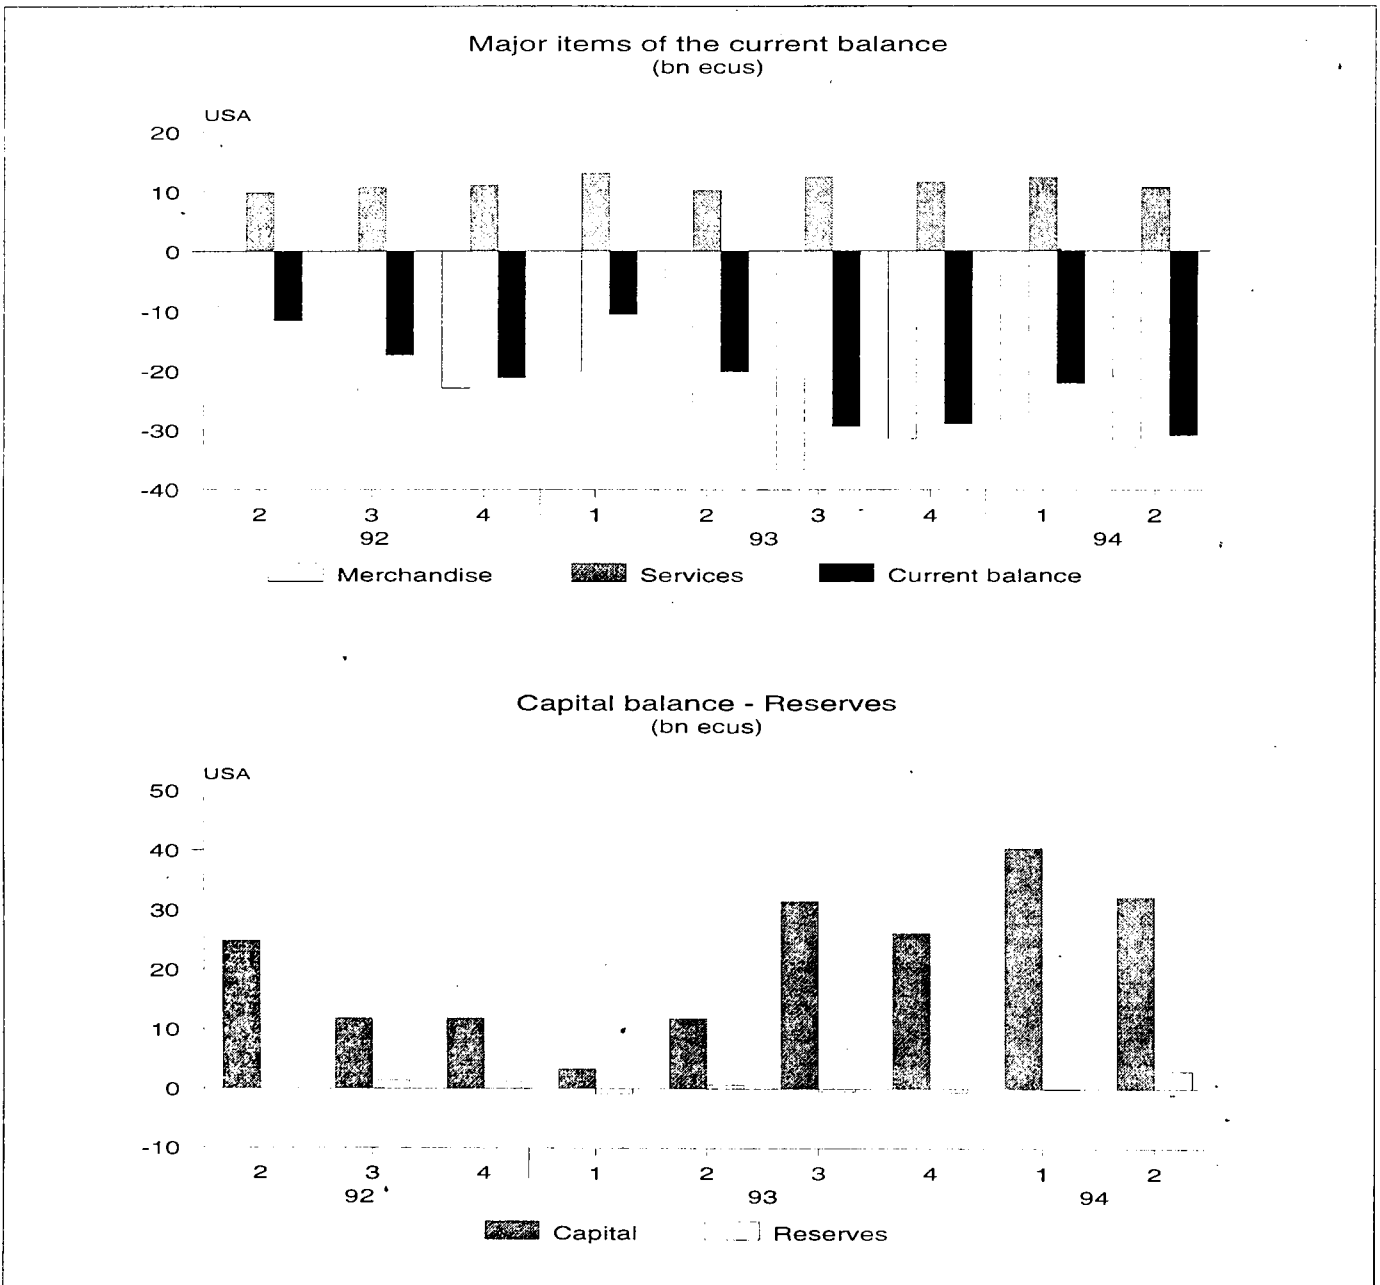 Major items of the current balance
(bn ecus)
USA
20
10
0
-10
-20
-30
-40
2 3 4 1 2 3 4 1 2
92 93 94
Merchandise Services Current balance
Capital balance - Reserves
(bn ecus)
USA
50
40
30
20
10
0
-10
2 3 4 1 2 3 4 1 2
92 93 94
Capital Reserves